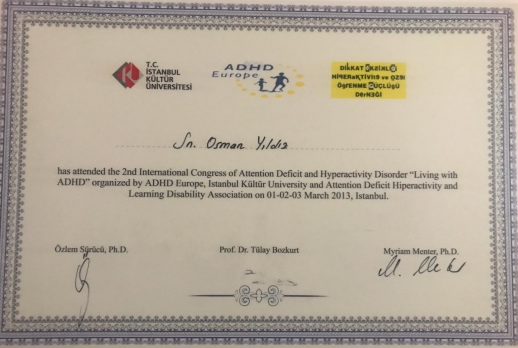 T.C.
İSTANBUL
KÜLTÜR
ÜNİVERSİTESİ
ADHD
Europe
DİKKAT EKSİKLİĞİ
HİPERAKTİVİTE ve ÖZEL
ÖĞRENME GÜÇLÜĞÜ
DERNEĞİ
Sn. Osman Yıldız
has attended the 2nd International Congress of Attention Deficit and Hyperactivity Disorder “Living with
ADHD” organized by ADHD Europe, Istanbul Kültür University and Attention Deficit Hiperactivity and
Learning Disability Association on 01-02-03 March 2013, Istanbul.
Özlem Sürücü, Ph.D.
Prof. Dr. Tülay Bozkurt
Myriam Menter, Ph.D.